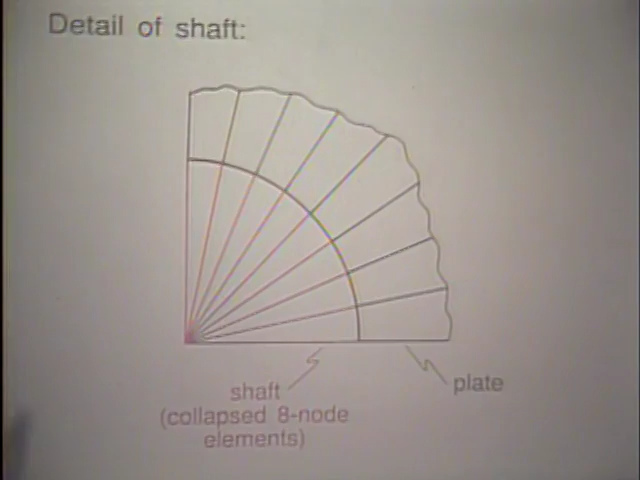 Detail of shaft:
shaft
(collapsed 8-node
elements)
plate